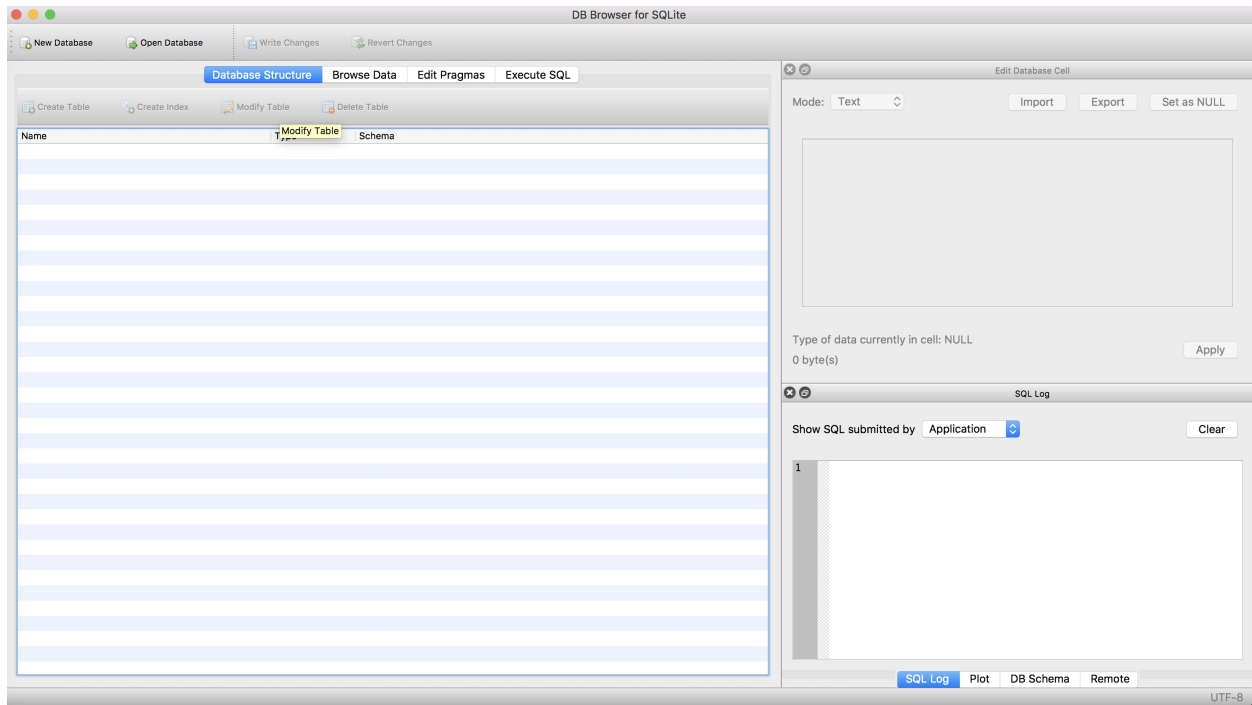 DB Browser for SQLite
New Database Open Database Write Changes Revert Changes
Database Structure Browse Data Edit Pragmas Execute SQL
Create Table Create Index Modify Table Delete Table
Modify Table
Name Type Schema
Edit Database Cell
Mode: Text Import Export Set as NULL
Type of data currently in cell: NULL
0 byte(s)
Apply
SQL Log
Show SQL submitted by Application Clear
1
SQL Log Plot DB Schema Remote
UTF-8